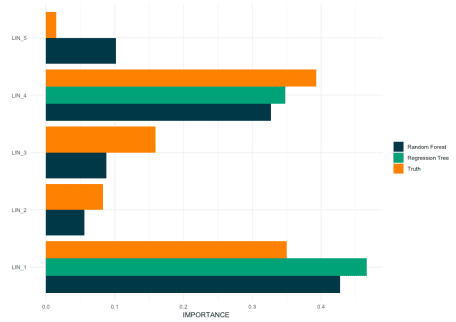 LIN_5
LIN_4
LIN_3
LIN_2
LIN_1
0.0 0.1 0.2 0.3 0.4
IMPORTANCE
Random Forest
Regression Tree
Truth